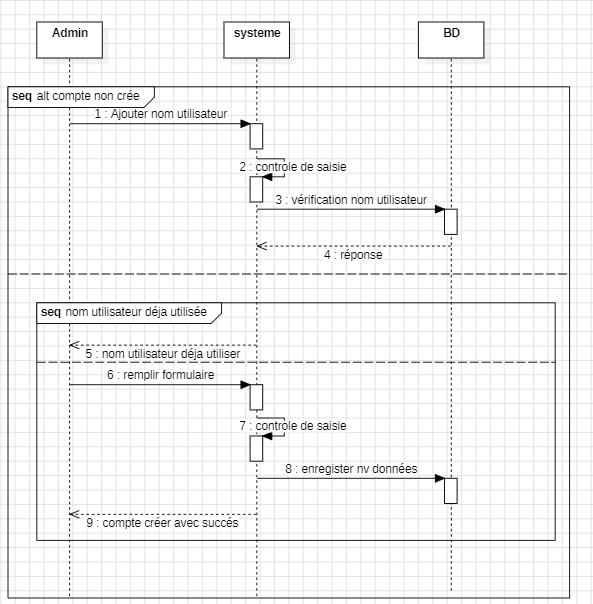 Admin
systeme
BD
seq alt compte non crée
1 : Ajouter nom utilisateur
2 : controle de saisie
3 : vérification nom utilisateur
4 : réponse
seq nom utilisateur déja utilisée
5 : nom utilisateur déja utiliser
6 : remplir formulaire
7 : controle de saisie
8 : enregister nv données
9 : compte créer avec succés